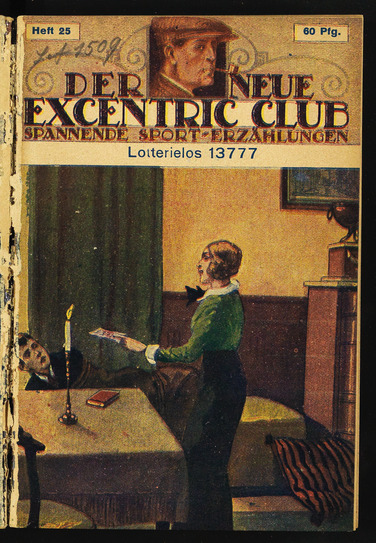 Heft 25
60 Pfg.
DER NEUE
EXCENTRIC CLUB
SPANNENDE SPORT-ERZÄHLUNGEN
Lotterielos 13777